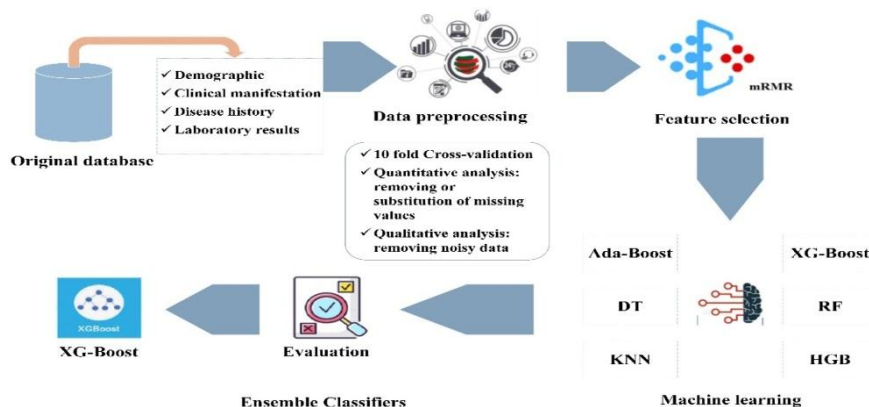 ✓ Demographic
✓ Clinical manifestation
✓ Disease history
✓ Laboratory results
Original database
Data preprocessing
mRMR
Feature selection
✓ 10 fold Cross-validation
✓ Quantitative analysis:
removing or
substitution of missing
values
✓ Qualitative analysis:
removing noisy data
Ada-Boost
XG-Boost
DT
RF
KNN
HGB
Machine learning
Evaluation
XGBoost
XG-Boost
Ensemble Classifiers